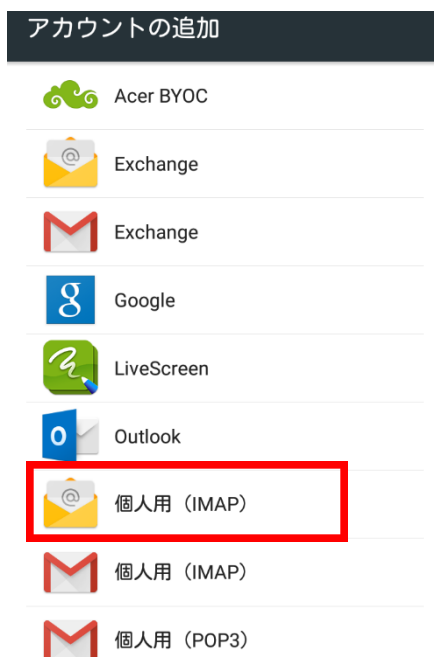 アカウントの追加
Acer BYOC
@
Exchange
Exchange
g
Google
LiveScreen
o
Outlook
@
個人用（IMAP）
個人用（IMAP）
個人用（POP3）